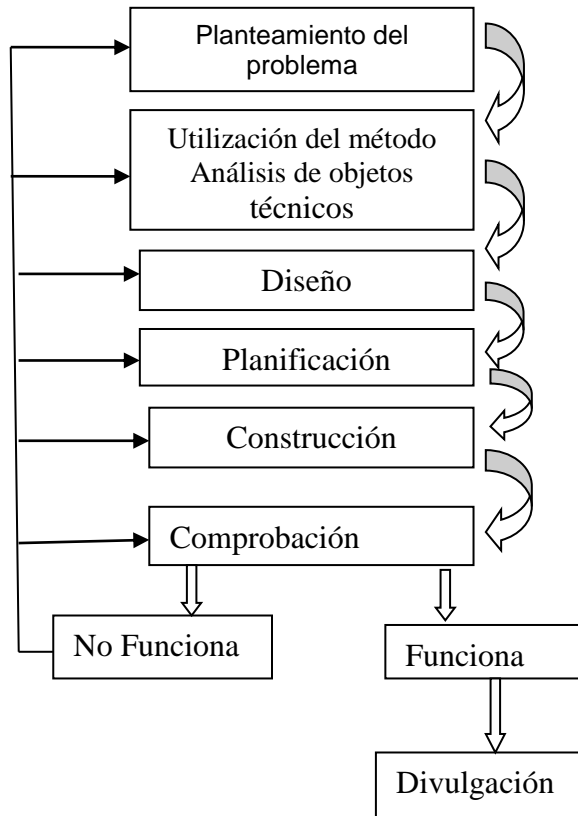 Planteamiento del
problema
Utilización del método
Análisis de objetos
técnicos
Diseño
Planificación
Construcción
Comprobación
No Funciona
Funciona
Divulgación